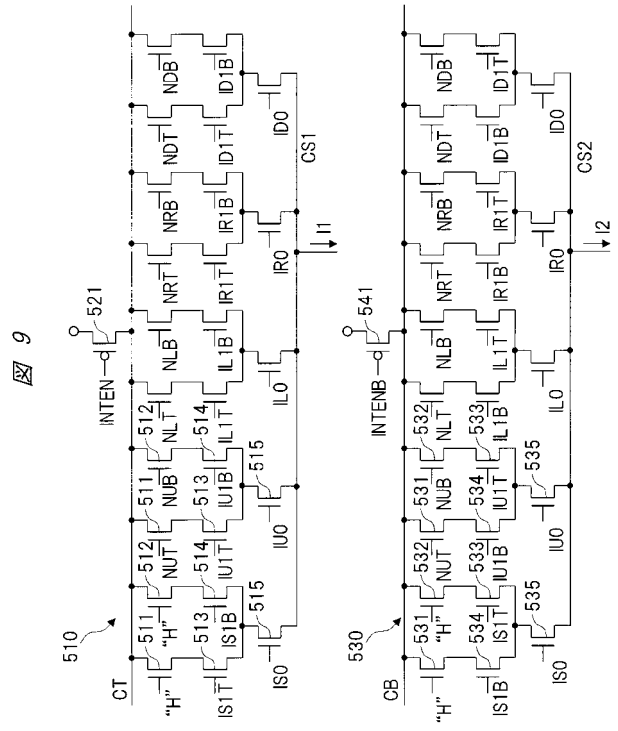 図 9
510
CT
INTEN
521
511
512
511
512
"H"
"H"
NUT
NUB
NLT
NLB
NRT
NRB
NDT
NDB
513
514
513
514
IS1T
IS1B
IU1T
IU1B
IL1T
IL1B
IR1T
IR1B
ID1T
ID1B
515
515
IS0
IU0
IL0
IR0
ID0
I1
CS1
530
CB
INTENB
541
531
532
531
532
"H"
"H"
NUT
NUB
NLT
NLB
NRT
NRB
NDT
NDB
534
533
534
533
IS1B
IS1T
IU1B
IU1T
IL1B
IL1T
IR1B
IR1T
ID1B
ID1T
535
535
IS0
IU0
IL0
IR0
ID0
I2
CS2